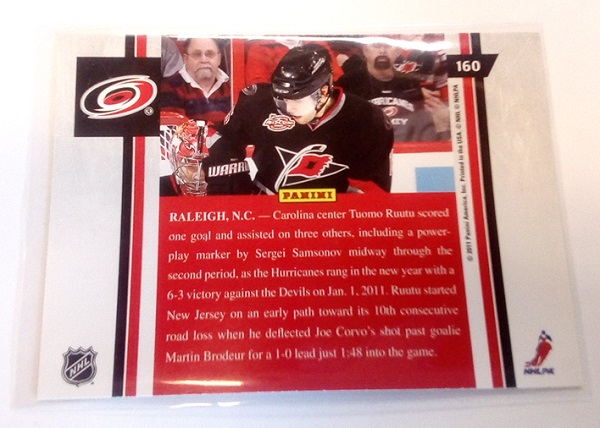 160
WARR
HURRICANES
KEY
PANINI
© 2011 Panini America, Inc. Printed in the USA. © NHL © NHLPA
RALEIGH, N.C. — Carolina center Tuomo Ruutu scored
one goal and assisted on three others, including a power-
play marker by Sergei Samsonov midway through the
second period, as the Hurricanes rang in the new year with a
6-3 victory against the Devils on Jan. 1, 2011. Ruutu started
New Jersey on an early path toward its 10th consecutive
road loss when he deflected Joe Corvo's shot past goalie
Martin Brodeur for a 1-0 lead just 1:48 into the game.
NHL
NHLPA